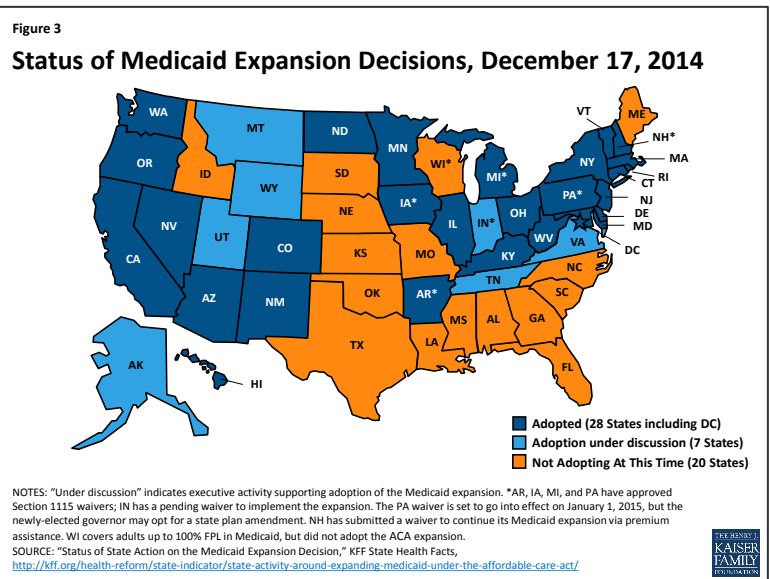 Figure 3
Status of Medicaid Expansion Decisions, December 17, 2014
WA
MT
ND
MN
VT
ME
NH*
OR
ID
SD
WI*
MI*
NY
MA
WY
RI
CT
IA*
PA*
NJ
NV
NE
IL
IN*
OH
DE
UT
CO
WV
MD
VA
CA
KS
MO
KY
DC
NC
TN
AZ
NM
OK
AR*
SC
MS
AL
GA
TX
LA
AK
FL
HI
Adopted (28 States including DC)
Adoption under discussion (7 States)
Not Adopting At This Time (20 States)
NOTES: “Under discussion” indicates executive activity supporting adoption of the Medicaid expansion. *AR, IA, MI, and PA have approved
Section 1115 waivers; IN has a pending waiver to implement the expansion. The PA waiver is set to go into effect on January 1, 2015, but the
newly-elected governor may opt for a state plan amendment. NH has submitted a waiver to continue its Medicaid expansion via premium
assistance. WI covers adults up to 100% FPL in Medicaid, but did not adopt the ACA expansion.
SOURCE: “Status of State Action on the Medicaid Expansion Decision,” KFF State Health Facts,
http://kff.org/health-reform/state-indicator/state-activity-around-expanding-medicaid-under-the-affordable-care-act/
THE HENRY J.
KAISER
FAMILY
FOUNDATION